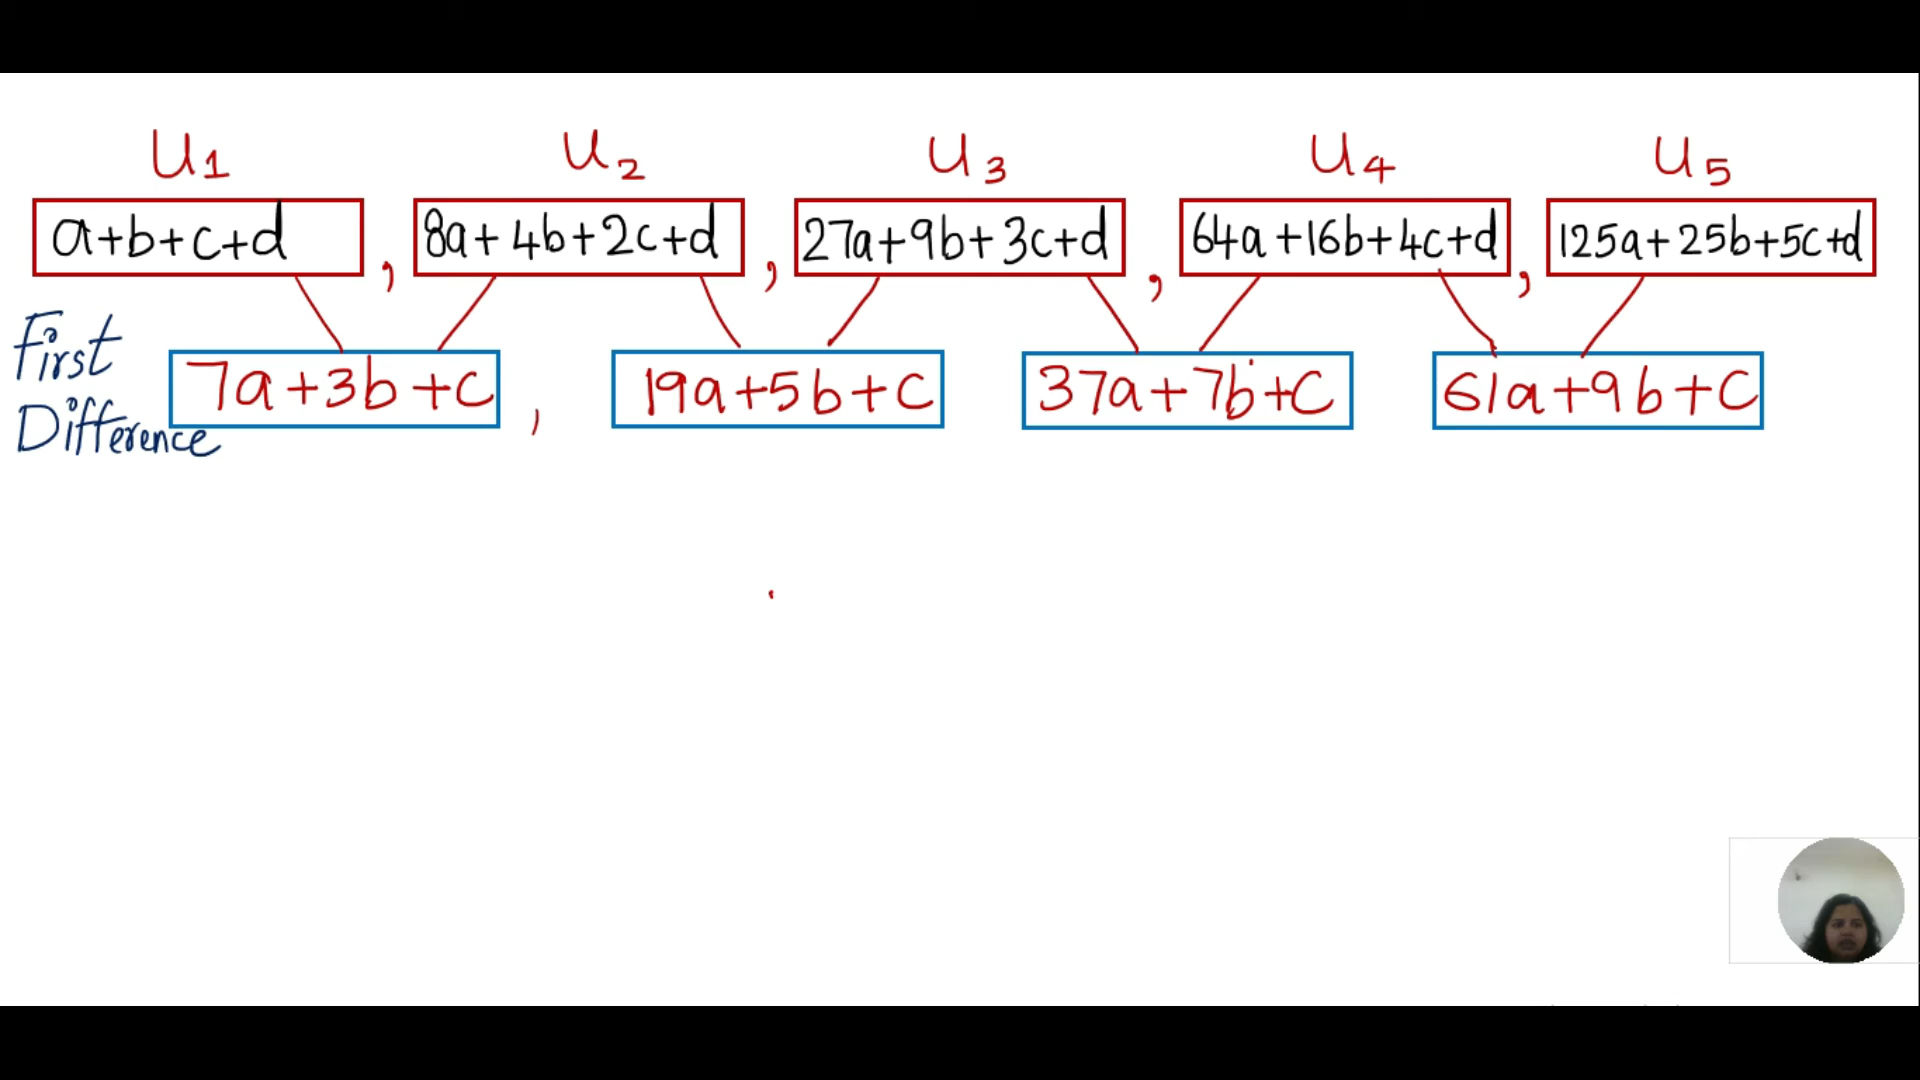 U1 U2 U3 U4 U5
a+b+c+d , 8a+4b+2c+d , 27a+9b+3c+d , 64a+16b+4c+d , 125a+25b+5c+d
First
Difference
7a+3b+c , 19a+5b+c 37a+7b+c 61a+9b+c